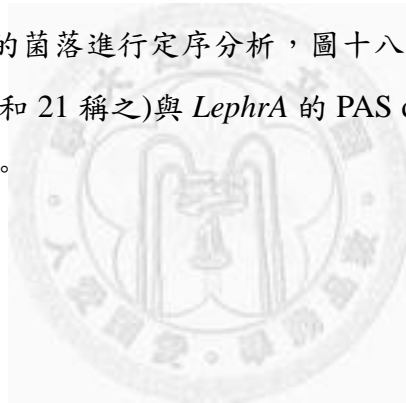 的菌落進行定序分析，圖十八
和 21 稱之)與 LephrA 的 PAS
。